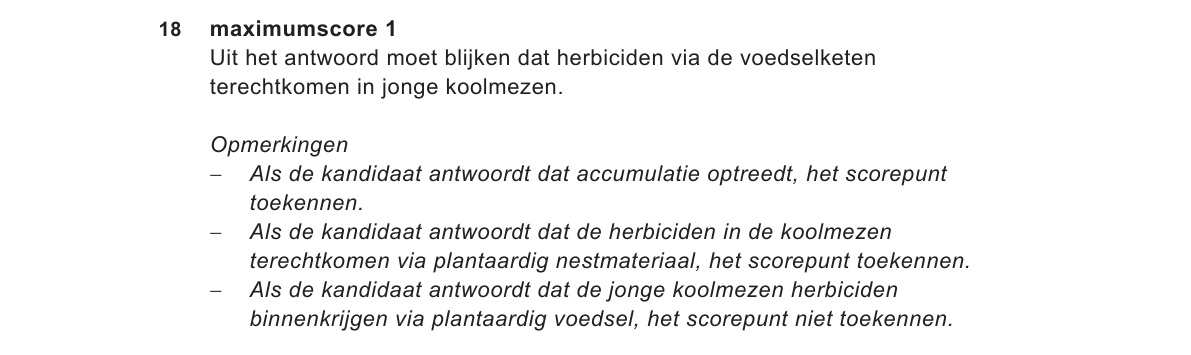 18 maximumscore 1
Uit het antwoord moet blijken dat herbiciden via de voedselketen
terechtkomen in jonge koolmezen.
Opmerkingen
– Als de kandidaat antwoordt dat accumulatie optreedt, het scorepunt
toekennen.
– Als de kandidaat antwoordt dat de herbiciden in de koolmezen
terechtkomen via plantaardig nestmateriaal, het scorepunt toekennen.
– Als de kandidaat antwoordt dat de jonge koolmezen herbiciden
binnenkrijgen via plantaardig voedsel, het scorepunt niet toekennen.